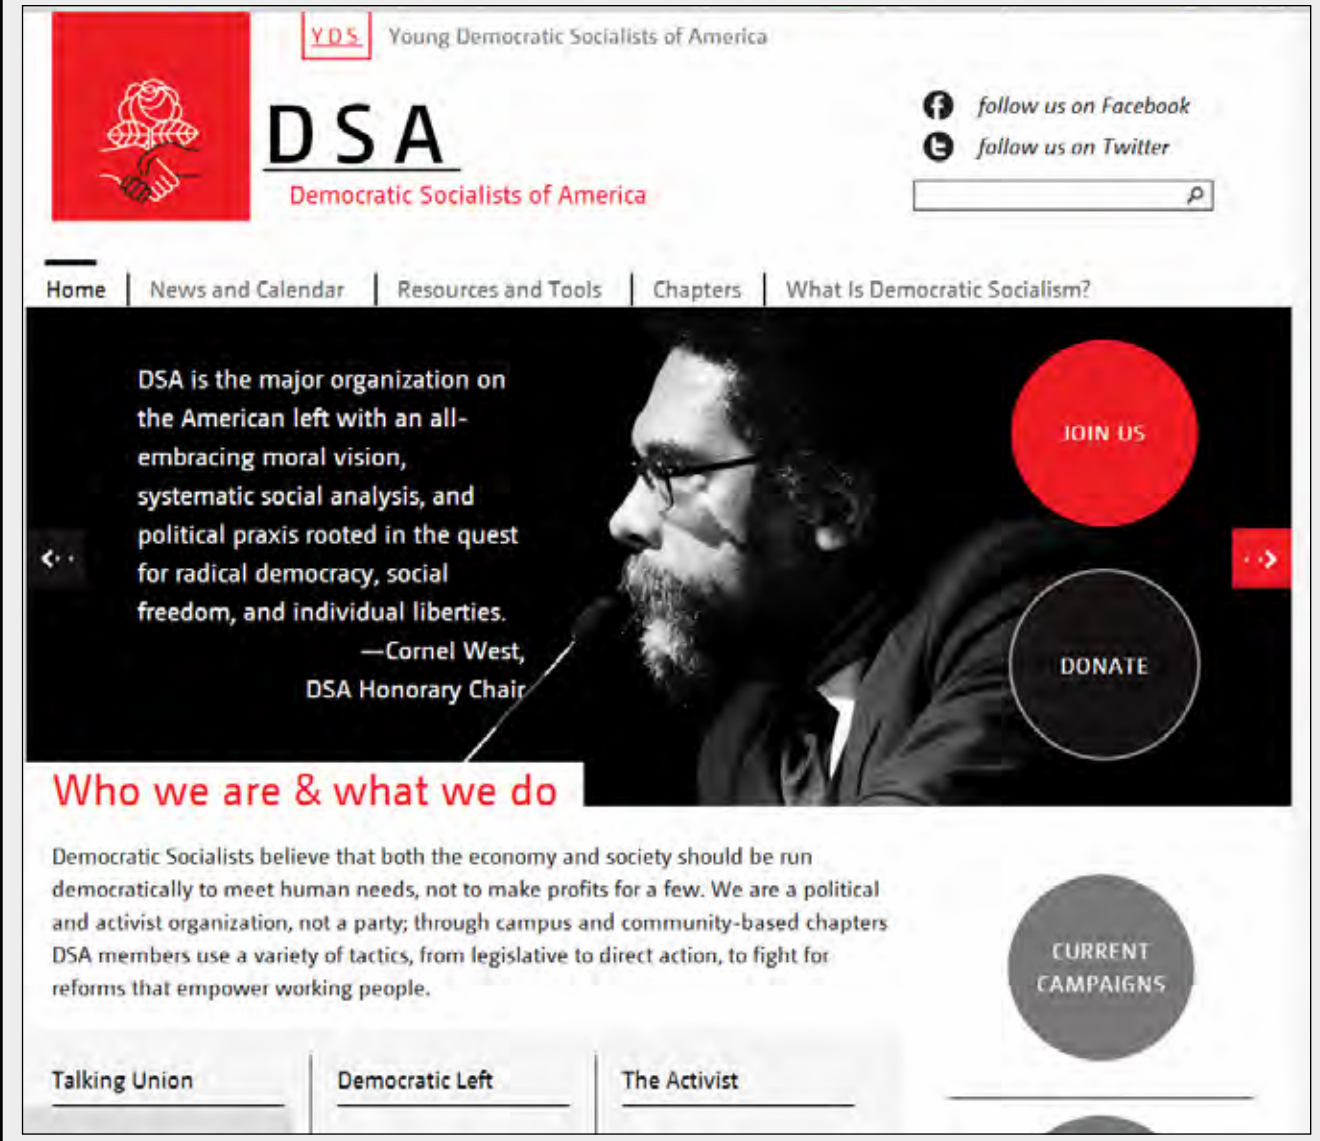 YDS Young Democratic Socialists of America
DSA
Democratic Socialists of America
follow us on Facebook
follow us on Twitter
Home
News and Calendar
Resources and Tools
Chapters
What Is Democratic Socialism?
DSA is the major organization on
the American left with an all-
embracing moral vision,
systematic social analysis, and
political praxis rooted in the quest
for radical democracy, social
freedom, and individual liberties.
—Cornel West,
DSA Honorary Chair
JOIN US
DONATE
Who we are & what we do
Democratic Socialists believe that both the economy and society should be run
democratically to meet human needs, not to make profits for a few. We are a political
and activist organization, not a party; through campus and community-based chapters
DSA members use a variety of tactics, from legislative to direct action, to fight for
reforms that empower working people.
CURRENT
CAMPAIGNS
Talking Union
Democratic Left
The Activist